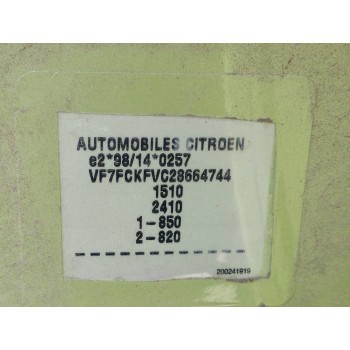 AUTOMOBILES CITROEN
e2*98/14*0257
VF7FCKFVC28664744
1510
2410
1-850
2-820
- - - - - - - - - - - - - - - - -
200241919